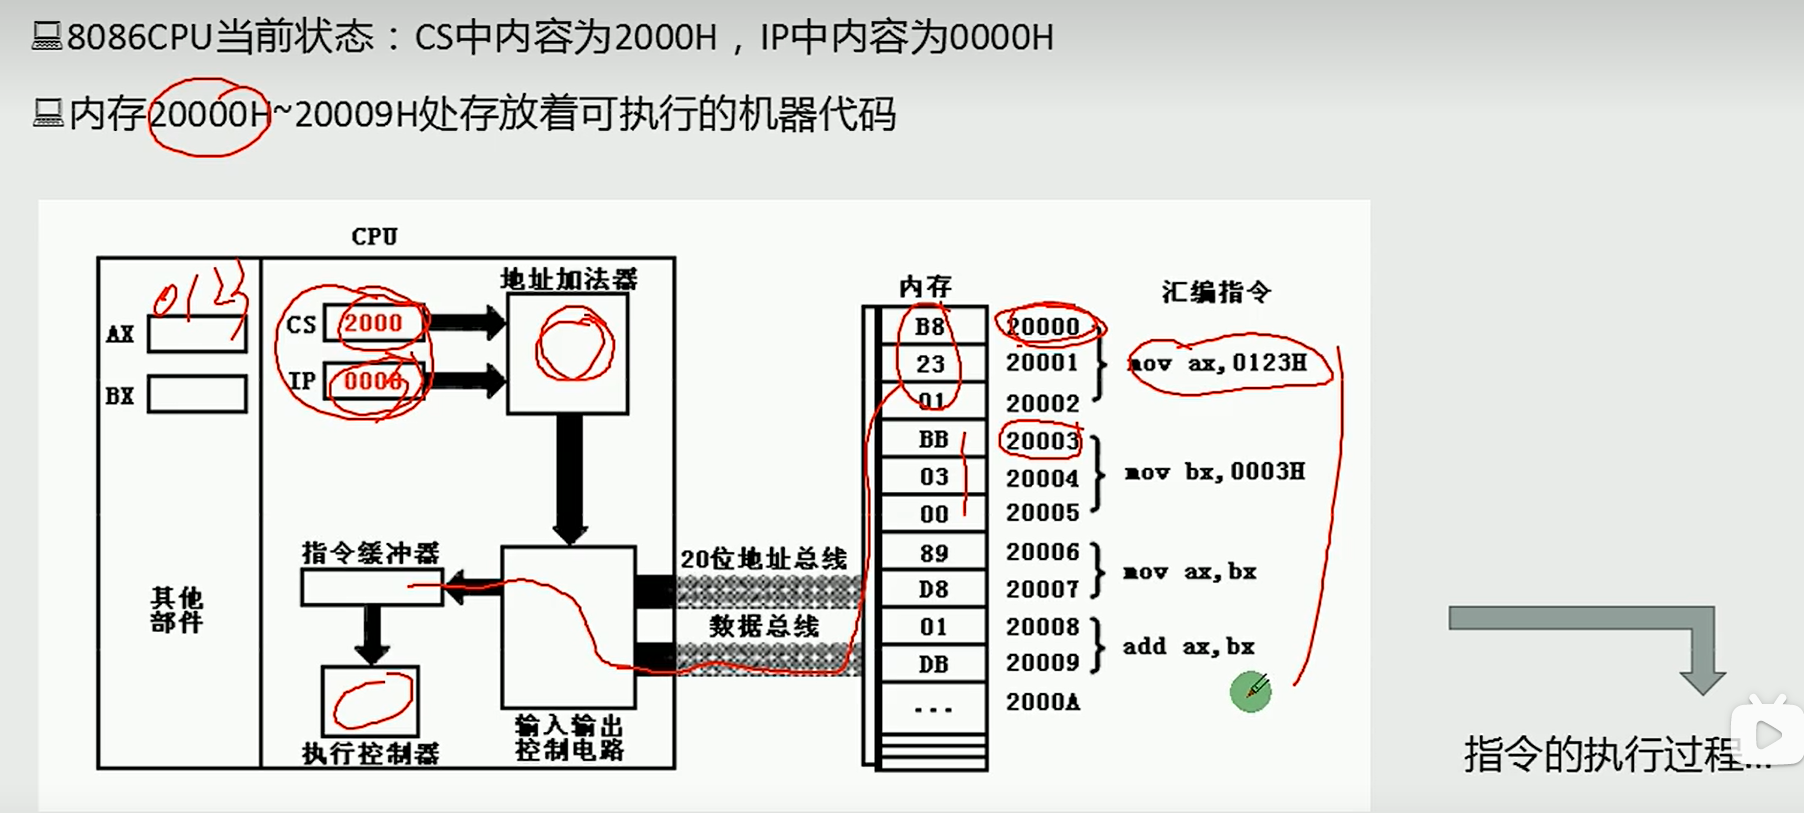 8086CPU当前状态：CS中内容为2000H，IP中内容为0000H
内存20000H~20009H处存放着可执行的机器代码
CPU
0123
AX
BX
其他
部件
CS 2000
IP 0000
地址加法器
指令缓冲器
执行控制器
输入输出
控制电路
20位地址总线
数据总线
内存 汇编指令
B8 20000
23 20001 mov ax,0123H
01 20002
BB 20003
03 20004 mov bx,0003H
00 20005
89 20006
D8 20007 mov ax,bx
01 20008
DB 20009 add ax,bx
... 2000A
指令的执行过程...